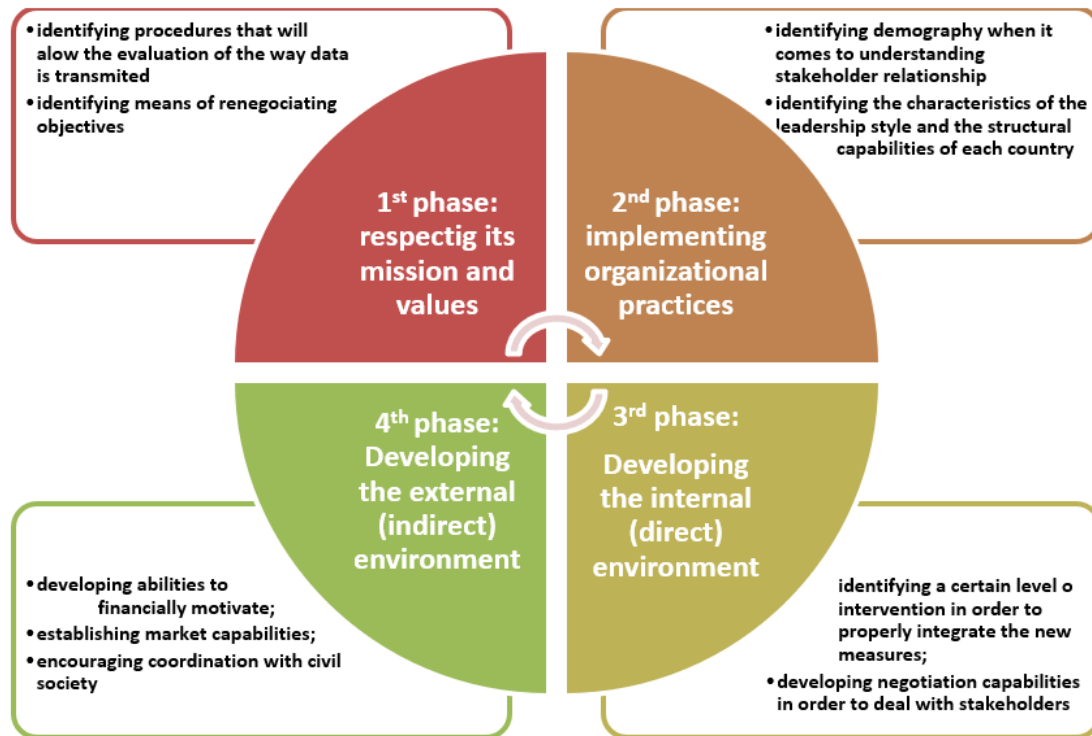 •identifying procedures that will
alow the evaluation of the way data
is transmited
•identifying means of renegociating
objectives
•identifying demography when it
comes to understanding
stakeholder relationship
•identifying the characteristics of the
leadership style and the structural
capabilities of each country
1st phase:
respectig its
mission and
values
2nd phase:
implementing
organizational
practices
4th phase:
Developing
the external
(indirect)
environment
3rd phase:
Developing
the internal
(direct)
environment
•developing abilities to
financially motivate;
•establishing market capabilities;
•encouraging coordination with civil
society
identifying a certain level o
intervention in order to
properly integrate the new
measures;
•developing negotiation capabilities
in order to deal with stakeholders